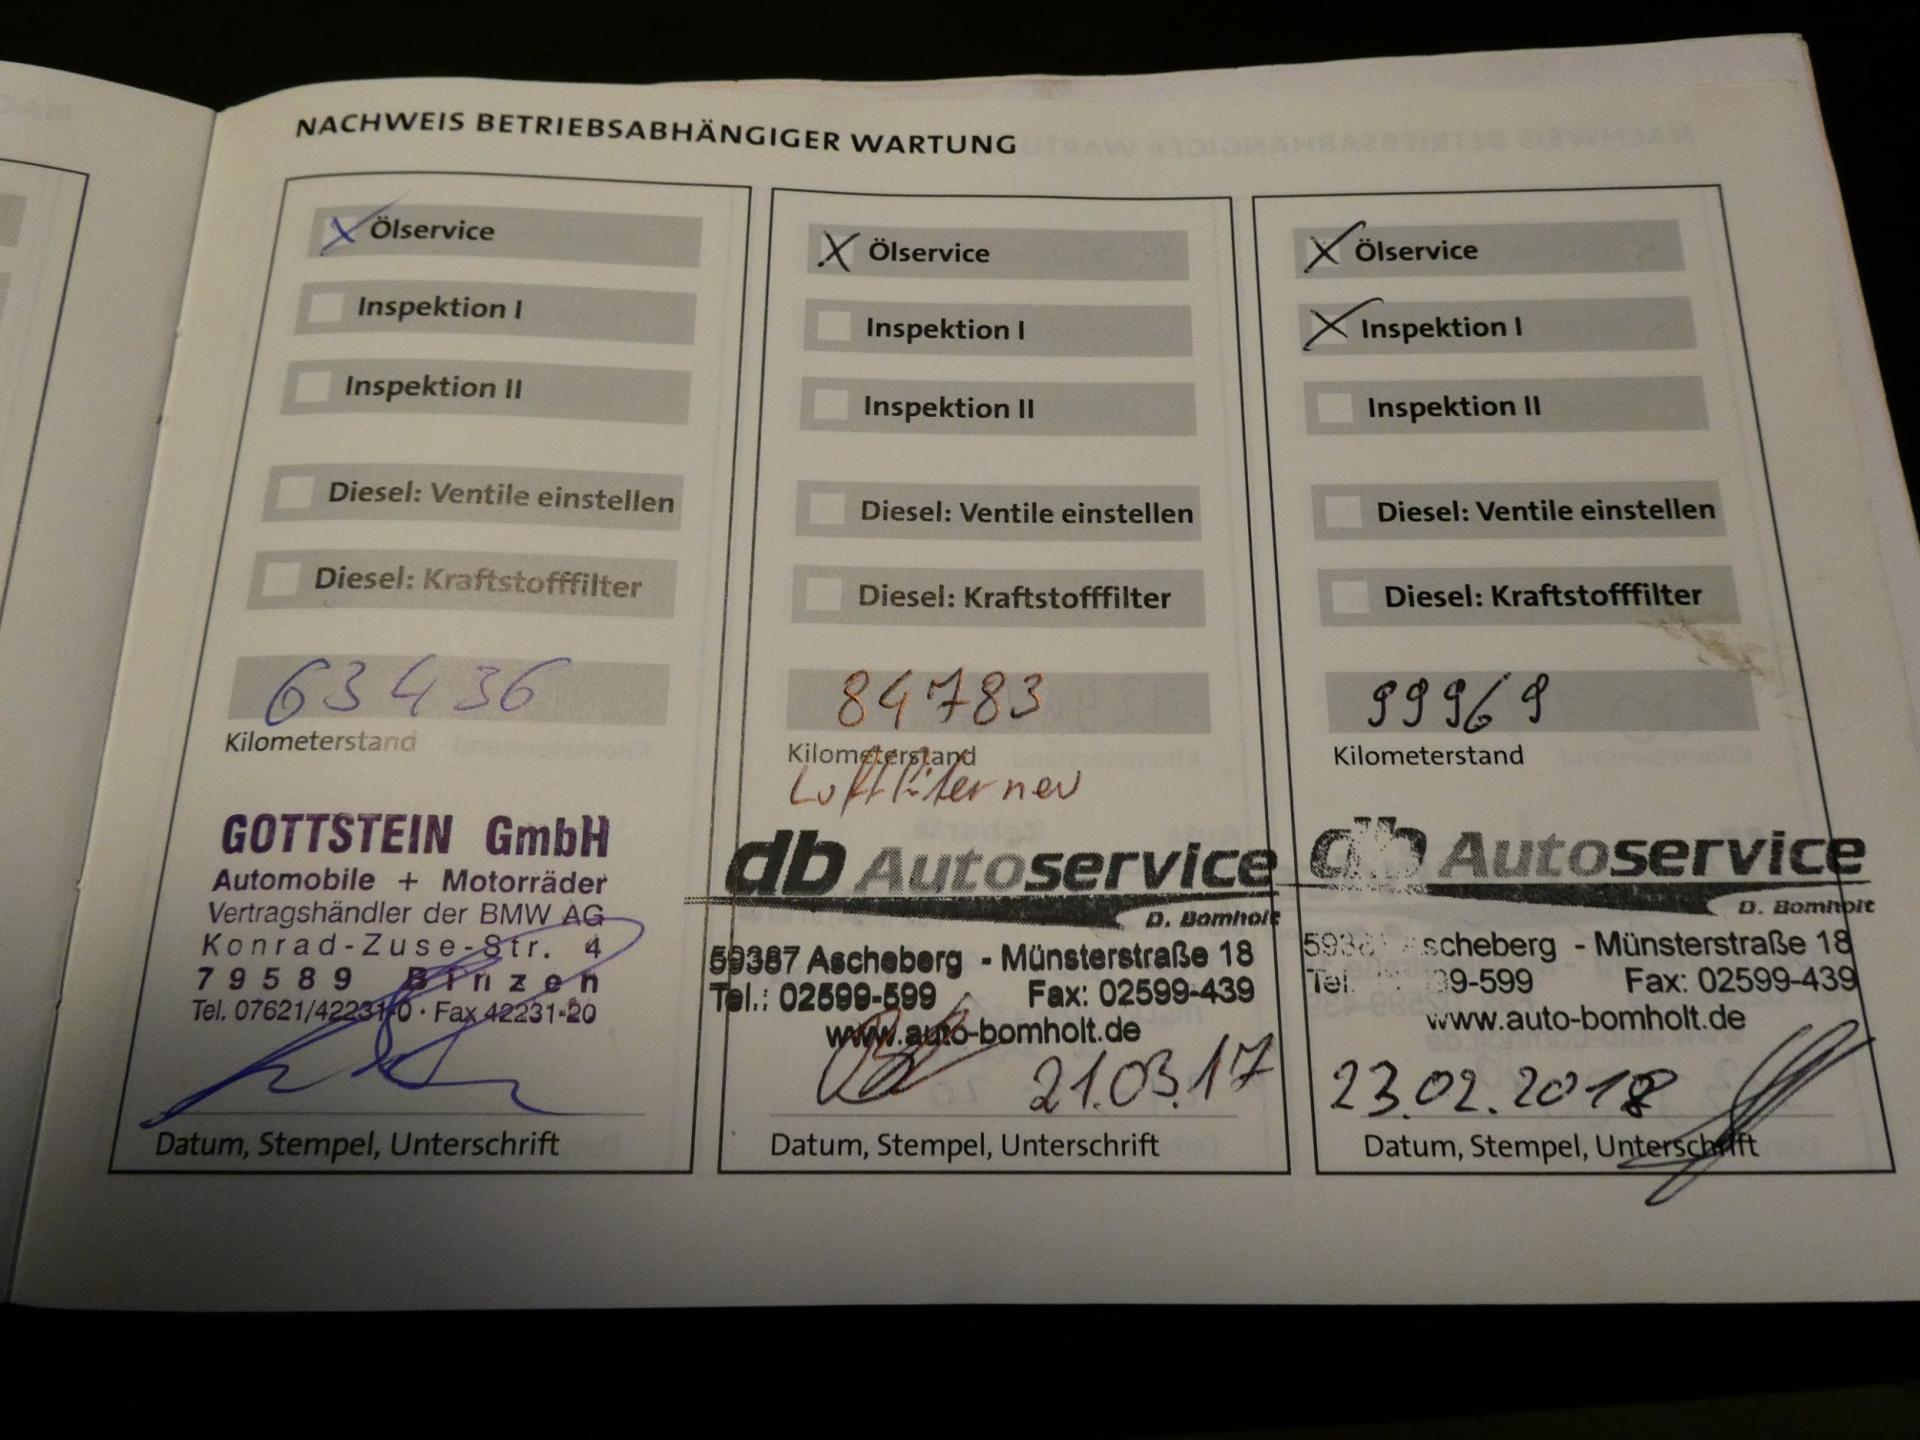 NACHWEIS BETRIEBSABHÄNGIGER WARTUNG
X Ölservice
Inspektion I
Inspektion II
Diesel: Ventile einstellen
Diesel: Kraftstofffilter
63436
Kilometerstand
GOTTSTEIN GmbH
Automobile + Motorräder
Vertragshändler der BMW AG
Konrad-Zuse-Str. 4
79589 Binzen
Tel. 07621/42231-0 · Fax 42231-20
Datum, Stempel, Unterschrift
X Ölservice
Inspektion I
Inspektion II
Diesel: Ventile einstellen
Diesel: Kraftstofffilter
84783
Kilometerstand
Luftfilter neu
db Autoservice
D. Bomholt
59387 Ascheberg - Münsterstraße 18
Tel.: 02599-599 Fax: 02599-439
www.auto-bomholt.de
21.03.17
Datum, Stempel, Unterschrift
X Ölservice
X Inspektion I
Inspektion II
Diesel: Ventile einstellen
Diesel: Kraftstofffilter
99969
Kilometerstand
db Autoservice
D. Bomholt
scheberg - Münsterstraße 18
Tel. 9-599 Fax: 02599-439
www.auto-bomholt.de
23.02.2018
Datum, Stempel, Unterschrift